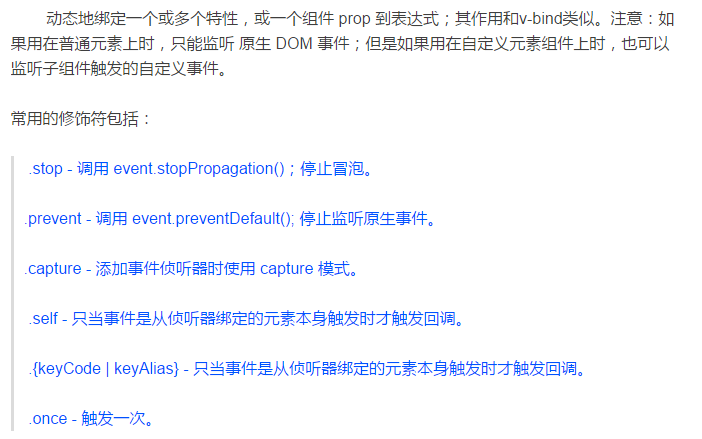 动态地绑定一个或多个特性，或一个组件 prop 到表达式；其作用和v-bind类似。注意：如
果用在普通元素上时，只能监听 原生 DOM 事件；但是如果用在自定义元素组件上时，也可以
监听子组件触发的自定义事件。
常用的修饰符包括：
.stop - 调用 event.stopPropagation()；停止冒泡。
.prevent - 调用 event.preventDefault(); 停止监听原生事件。
.capture - 添加事件侦听器时使用 capture 模式。
.self - 只当事件是从侦听器绑定的元素本身触发时才触发回调。
.{keyCode | keyAlias} - 只当事件是从侦听器绑定的元素本身触发时才触发回调。
.once - 触发一次。